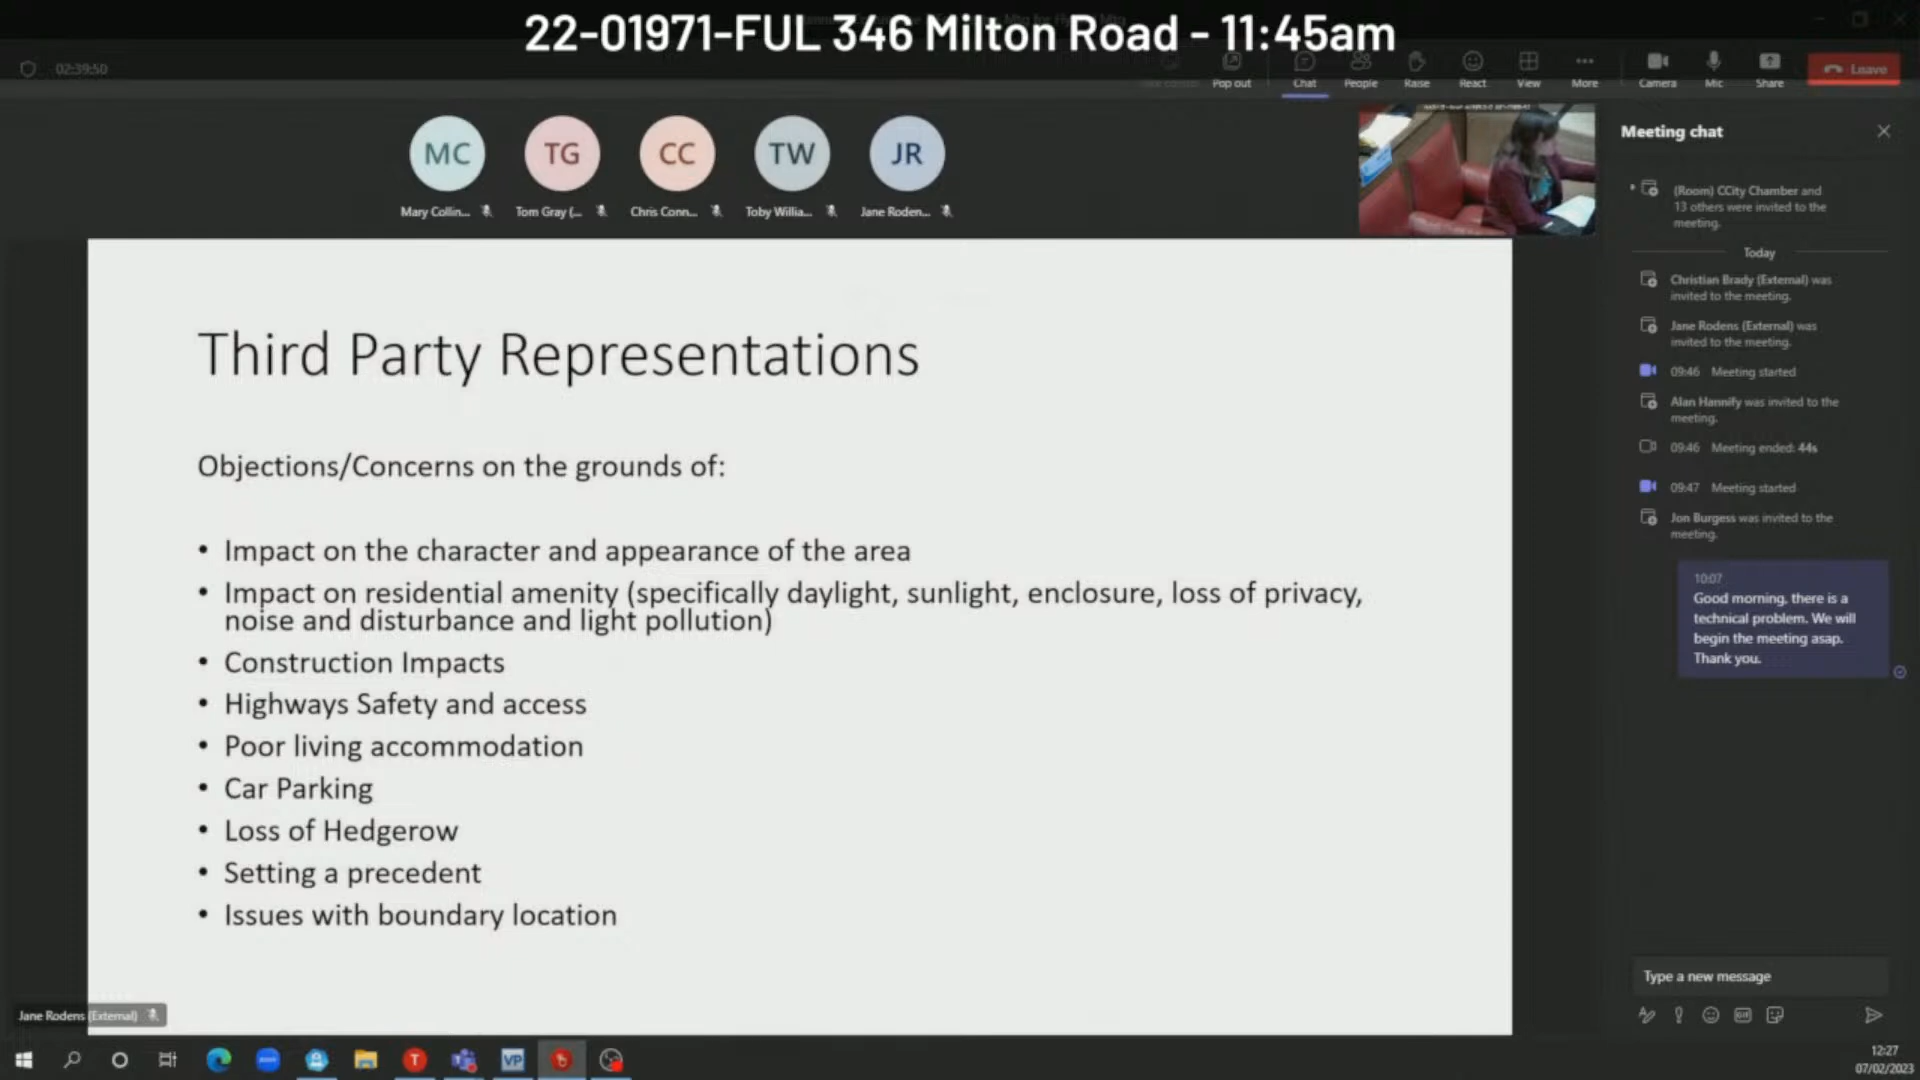 22-01971-FUL 346 Milton Road - 11:45am
02:39:50
Pop out
Chat
People
Raise
React
View
More
Camera
Mic
Share
Leave
MC
TG
CC
TW
JR
Mary Collin...
Tom Gray (...
Chris Conn...
Toby Willia...
Jane Roden...
Third Party Representations
Objections/Concerns on the grounds of:
• Impact on the character and appearance of the area
• Impact on residential amenity (specifically daylight, sunlight, enclosure, loss of privacy,
noise and disturbance and light pollution)
• Construction Impacts
• Highways Safety and access
• Poor living accommodation
• Car Parking
• Loss of Hedgerow
• Setting a precedent
• Issues with boundary location
Jane Rodens (External)
Meeting chat
(Room) CCity Chamber and
13 others were invited to the
meeting.
Today
Christian Brady (External) was
invited to the meeting.
Jane Rodens (External) was
invited to the meeting.
09:46 Meeting started
Alan Hannify was invited to the
meeting.
09:46 Meeting ended: 44s
09:47 Meeting started
Jon Burgess was invited to the
meeting.
10:07
Good morning, there is a
technical problem. We will
begin the meeting asap.
Thank you.
Type a new message
GIF
zoom
T
VP
12:27
07/02/2023